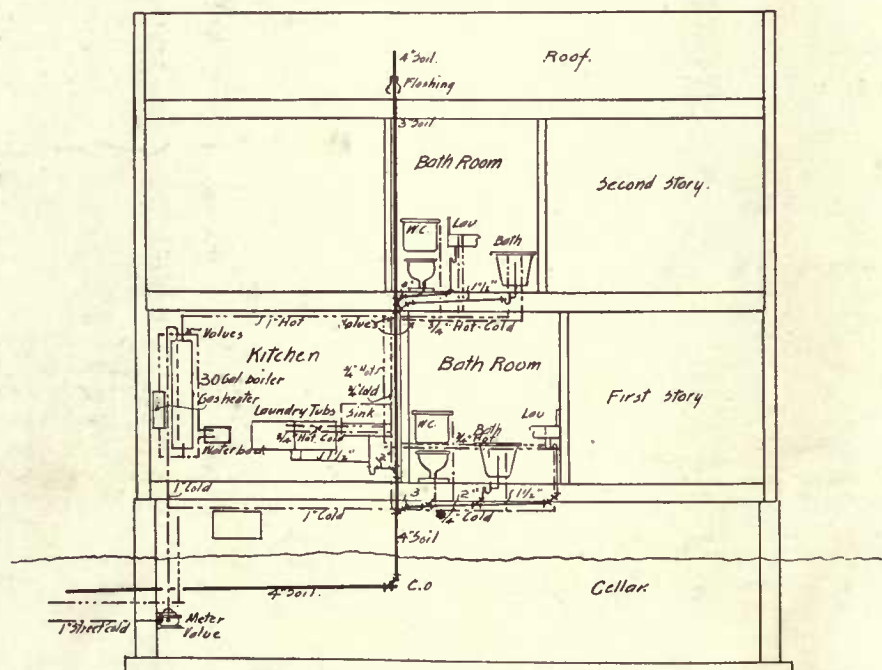 4" Soil.
Roof.
Flashing
3" Soil
Bath Room
Second Story.
W.C.
Lav
Bath
4"
1 1/2"
1" Hot
Valves
3/4" Hot-Cold
Valves
Kitchen
Bath Room
30 Gal. boiler
Gas heater
3/4" Hot
3/4" Cold
First Story
Laundry Tubs
Sink
W.C.
Lav
Bath
3/4" Hot-Cold
3/4" Hot
Waterback
1 1/2"
1" Cold
3"
2"
1 1/2"
1" Cold
3/4" Cold
4" Soil
C.O
Cellar.
4" Soil.
1" Street cold
Meter
Valve